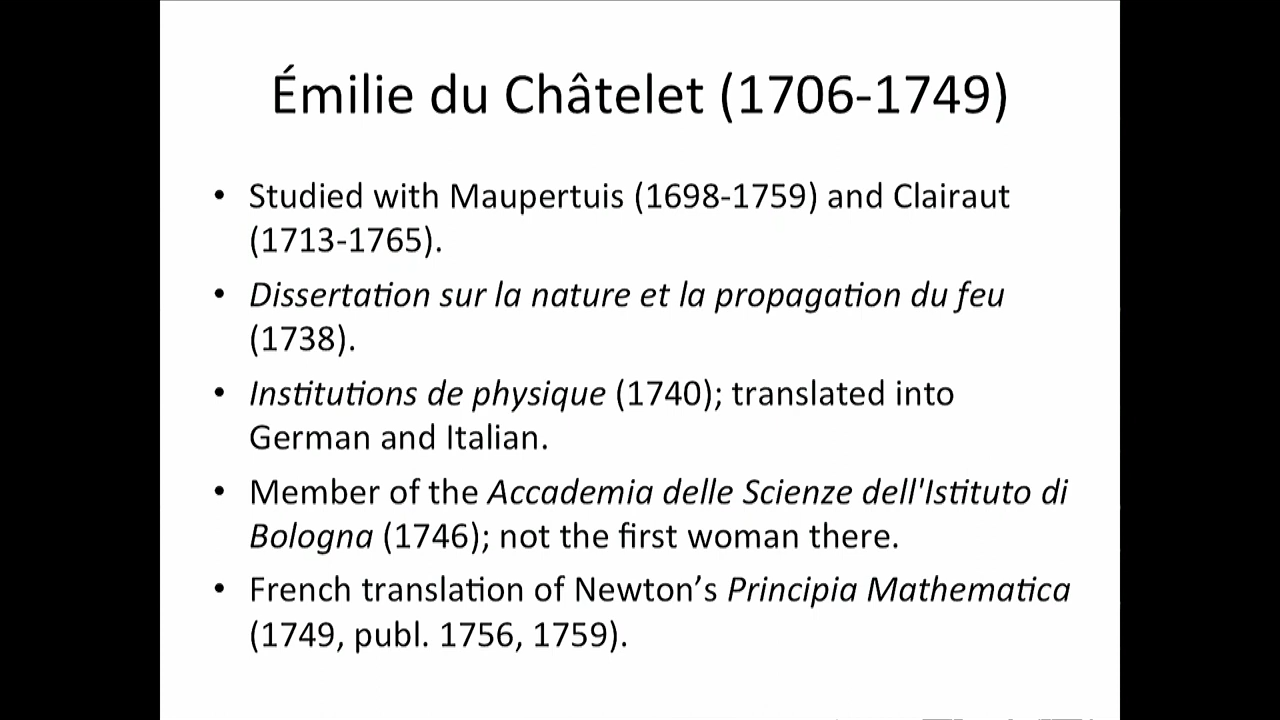 Émilie du Châtelet (1706-1749)
• Studied with Maupertuis (1698-1759) and Clairaut
(1713-1765).
• Dissertation sur la nature et la propagation du feu
(1738).
• Institutions de physique (1740); translated into
German and Italian.
• Member of the Accademia delle Scienze dell'Istituto di
Bologna (1746); not the first woman there.
• French translation of Newton’s Principia Mathematica
(1749, publ. 1756, 1759).